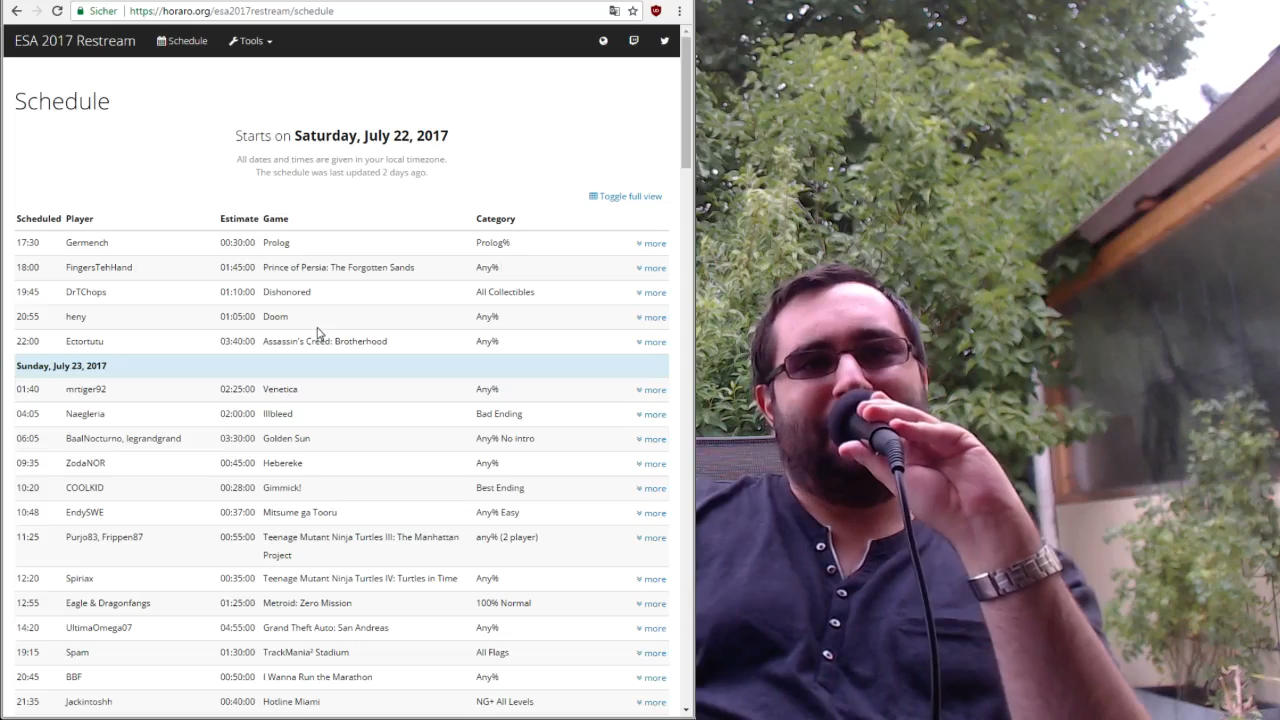 Sicher https://horaro.org/esa2017restream/schedule
ESA 2017 Restream Schedule Tools
Schedule
Starts on Saturday, July 22, 2017
All dates and times are given in your local timezone.
The schedule was last updated 2 days ago.
Toggle full view
Scheduled Player Estimate Game Category
17:30 Germench 00:30:00 Prolog Prolog% more
18:00 FingersTehHand 01:45:00 Prince of Persia: The Forgotten Sands Any% more
19:45 DrTChops 01:10:00 Dishonored All Collectibles more
20:55 heny 01:05:00 Doom Any% more
22:00 Ectortutu 03:40:00 Assassin's Creed: Brotherhood Any% more
Sunday, July 23, 2017
01:40 mrtiger92 02:25:00 Venetica Any% more
04:05 Naegleria 02:00:00 Illbleed Bad Ending more
06:05 BaalNocturno, legrandgrand 03:30:00 Golden Sun Any% No intro more
09:35 ZodaNOR 00:45:00 Hebereke Any% more
10:20 COOLKID 00:28:00 Gimmick! Best Ending more
10:48 EndySWE 00:37:00 Mitsume ga Tooru Any% Easy more
11:25 Purjo83, Frippen87 00:55:00 Teenage Mutant Ninja Turtles III: The Manhattan any% (2 player) more
Project
12:20 Spiriax 00:35:00 Teenage Mutant Ninja Turtles IV: Turtles in Time Any% more
12:55 Eagle & Dragonfangs 01:25:00 Metroid: Zero Mission 100% Normal more
14:20 UltimaOmega07 04:55:00 Grand Theft Auto: San Andreas Any% more
19:15 Spam 01:30:00 TrackMania² Stadium All Flags more
20:45 BBF 00:50:00 I Wanna Run the Marathon Any% more
21:35 Jackintoshh 00:40:00 Hotline Miami NG+ All Levels more